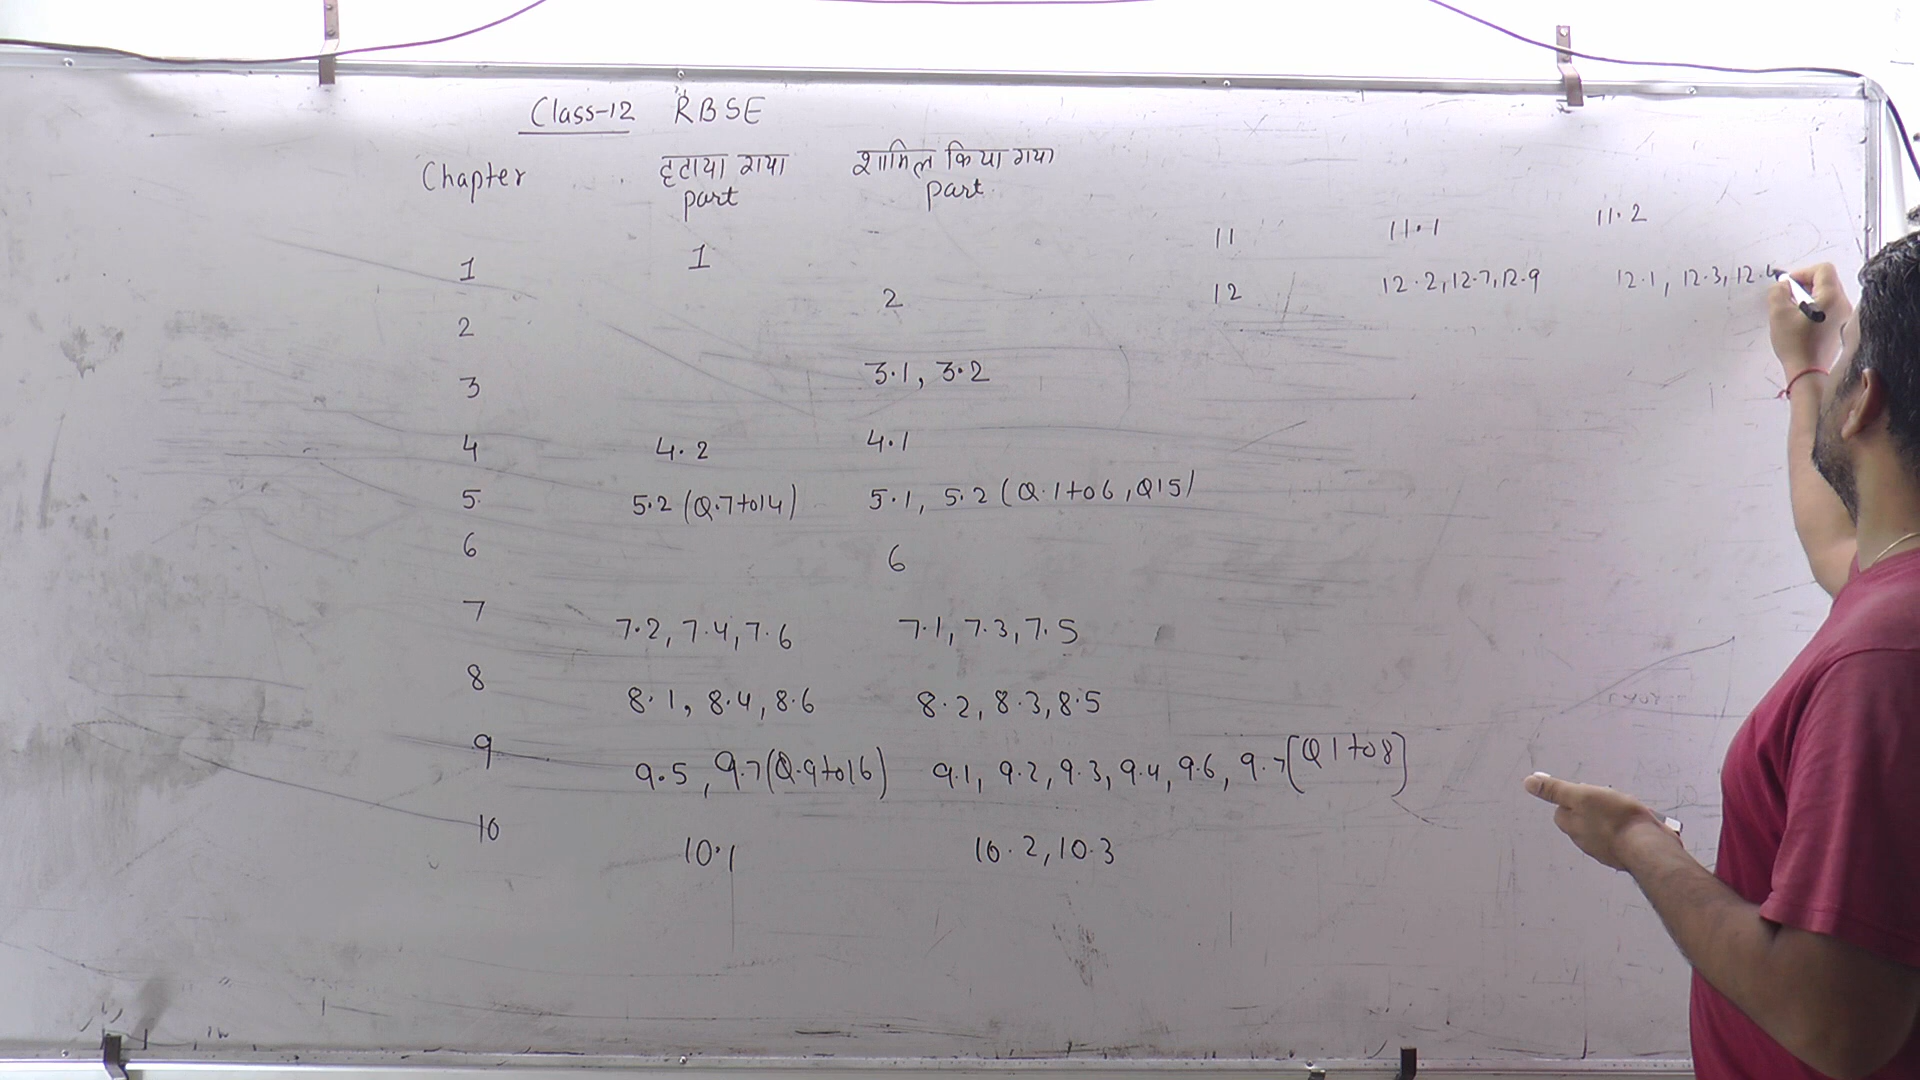 Class-12 RBSE
Chapter हटाया गया शामिल किया गया
part part
1 1
2 2
3 3.1, 3.2
4 4.2 4.1
5 5.2 (Q.7to14) 5.1, 5.2 (Q.1to6, Q15)
6 6
7 7.2, 7.4, 7.6 7.1, 7.3, 7.5
8 8.1, 8.4, 8.6 8.2, 8.3, 8.5
9 9.5, 9.7(Q.9to16) 9.1, 9.2, 9.3, 9.4, 9.6, 9.7[Q1to8]
10 10.1 10.2, 10.3
11 11.1 11.2
12 12.2, 12.7, 12.9 12.1, 12.3, 12.4